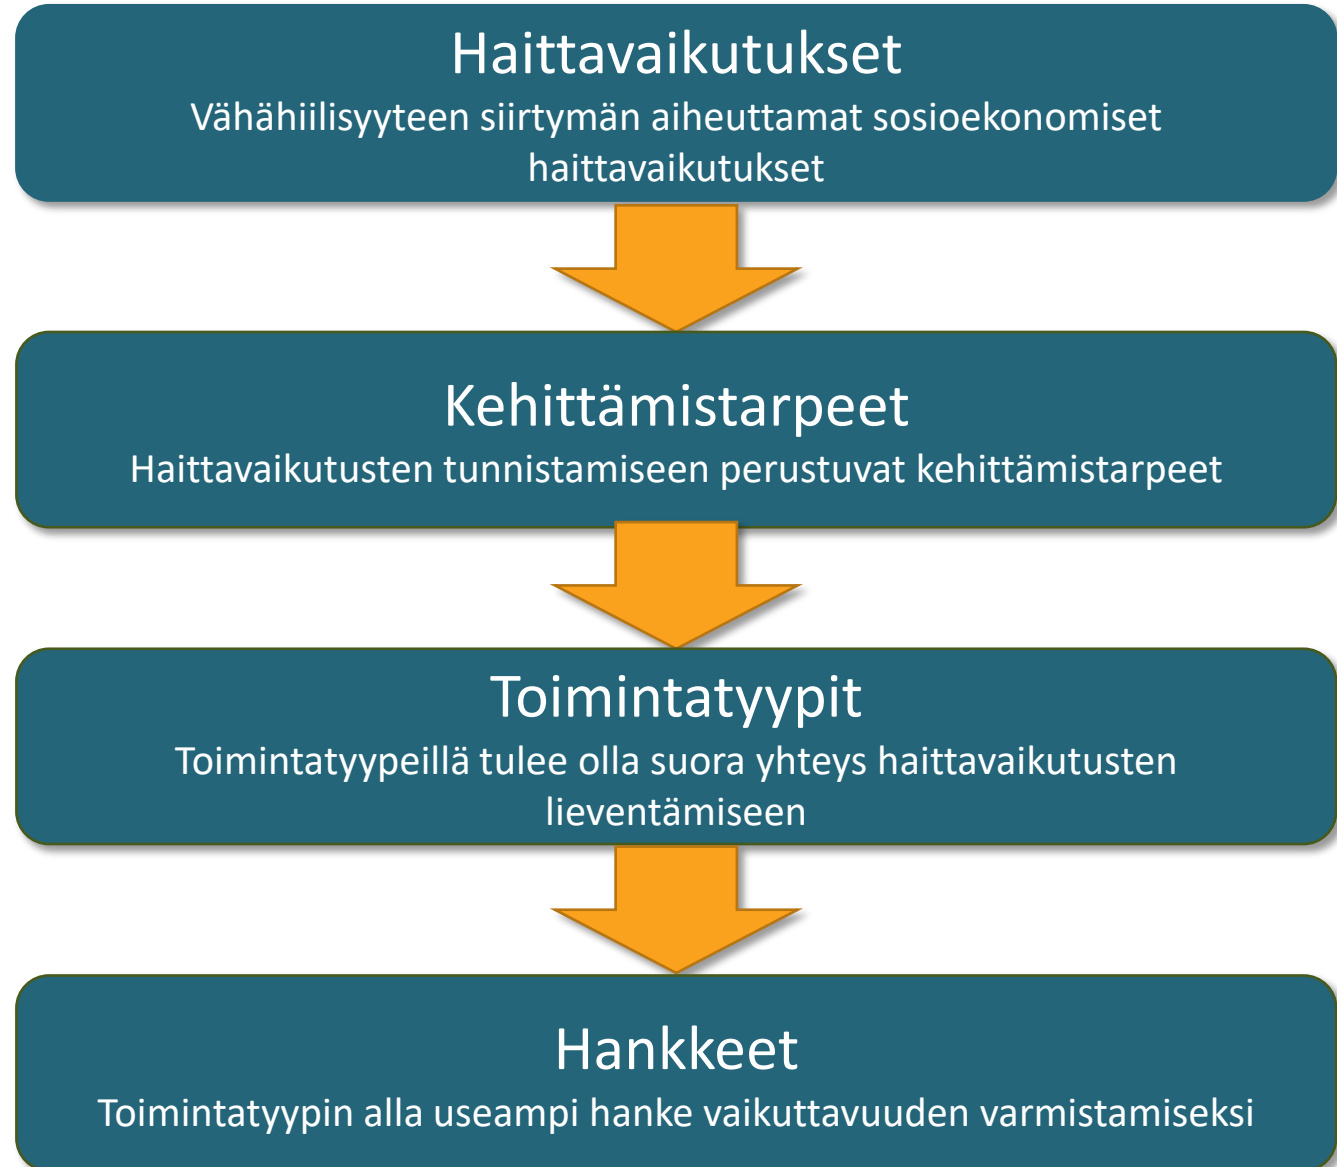 Haittavaikutukset
Vähähiilisyyteen siirtymän aiheuttamat sosioekonomiset
haittavaikutukset
Kehittämistarpeet
Haittavaikutusten tunnistamiseen perustuvat kehittämistarpeet
Toimintatyypit
Toimintatyypeillä tulee olla suora yhteys haittavaikutusten
lieventämiseen
Hankkeet
Toimintatyypin alla useampi hanke vaikuttavuuden varmistamiseksi